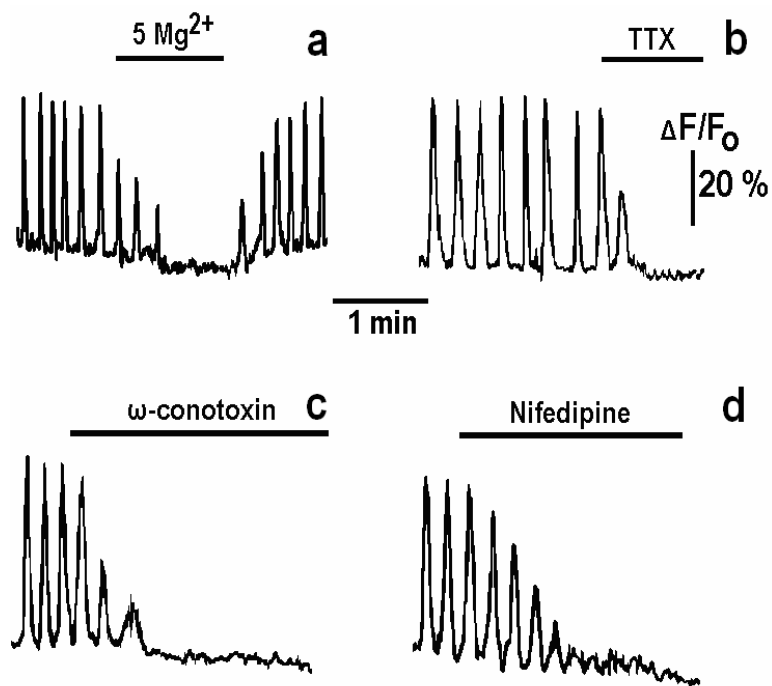 5 Mg²⁺
a
TTX
b
ΔF/Fo
20 %
1 min
ω-conotoxin
c
Nifedipine
d